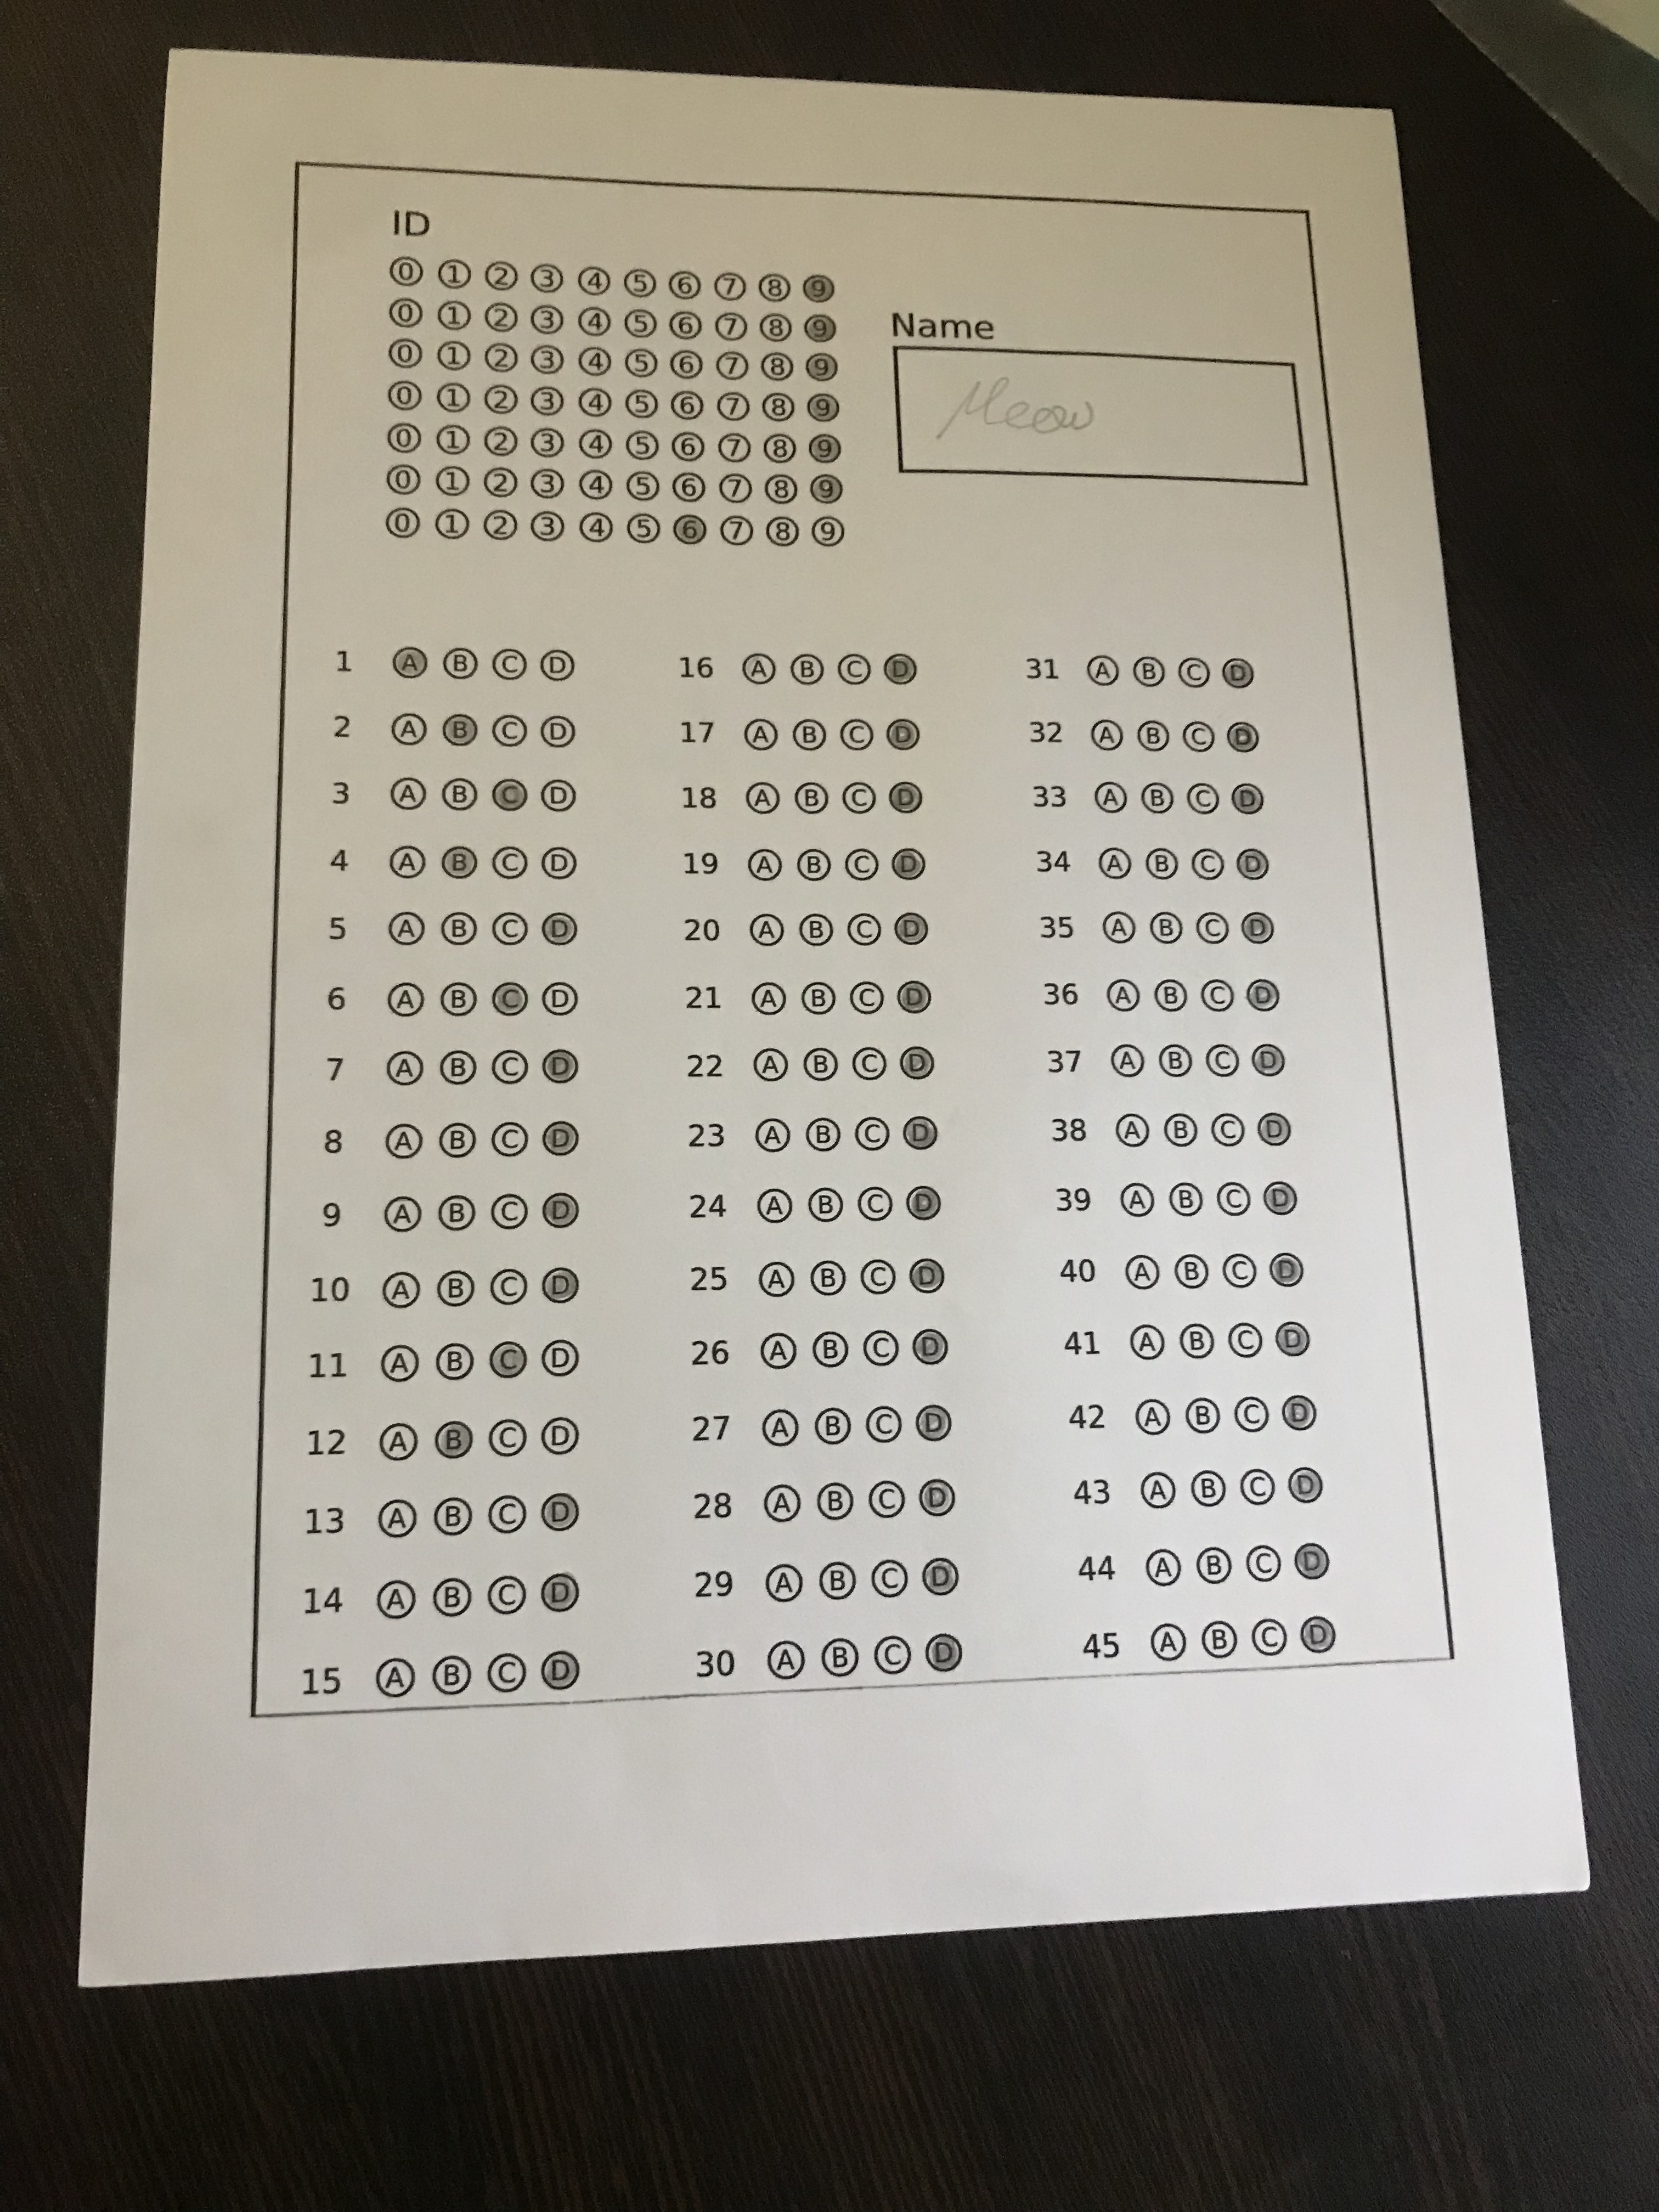 ID
0 1 2 3 4 5 6 7 8 9
0 1 2 3 4 5 6 7 8 9
0 1 2 3 4 5 6 7 8 9
0 1 2 3 4 5 6 7 8 9
0 1 2 3 4 5 6 7 8 9
0 1 2 3 4 5 6 7 8 9
0 1 2 3 4 5 6 7 8 9
Name
Meow
1 A B C D
2 A B C D
3 A B C D
4 A B C D
5 A B C D
6 A B C D
7 A B C D
8 A B C D
9 A B C D
10 A B C D
11 A B C D
12 A B C D
13 A B C D
14 A B C D
15 A B C D
16 A B C D
17 A B C D
18 A B C D
19 A B C D
20 A B C D
21 A B C D
22 A B C D
23 A B C D
24 A B C D
25 A B C D
26 A B C D
27 A B C D
28 A B C D
29 A B C D
30 A B C D
31 A B C D
32 A B C D
33 A B C D
34 A B C D
35 A B C D
36 A B C D
37 A B C D
38 A B C D
39 A B C D
40 A B C D
41 A B C D
42 A B C D
43 A B C D
44 A B C D
45 A B C D